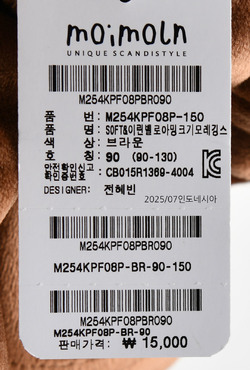 moimoln
UNIQUE SCANDISTYLE
M254KPF08PBR090
품 번: M254KPF08P-150
품 명: SOFT&이런벨로아밍크기모레깅스
색 상: 브라운
호 칭: 90 (90-130)
안전확인신고
확인증번호 : CB015R1369-4004
DESIGNER: 전혜빈
2025/07인도네시아
M254KPF08PBR090
M254KPF08P-BR-90-150
M254KPF08PBR090
M254KPF08P-BR-90
판매가격: ₩ 15,000